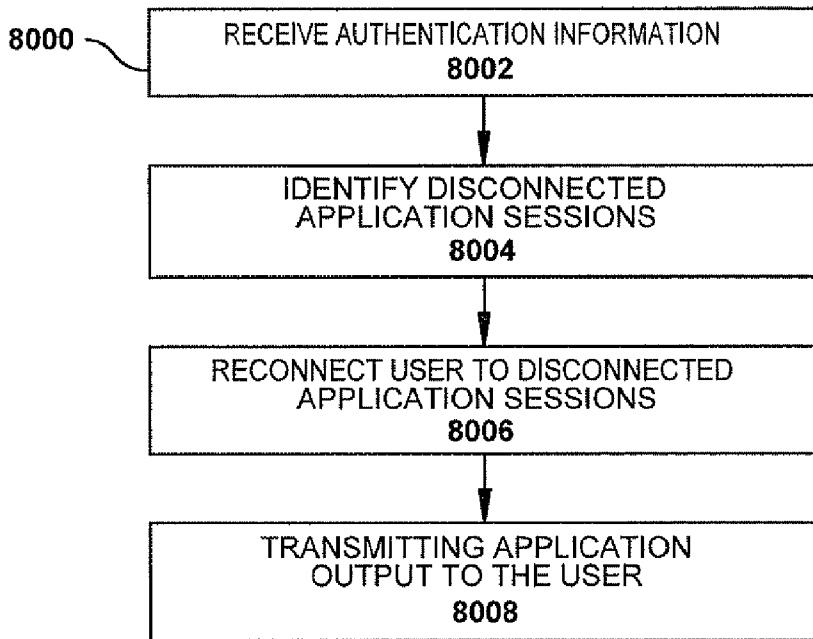 8000
RECEIVE AUTHENTICATION INFORMATION
8002
IDENTIFY DISCONNECTED
APPLICATION SESSIONS
8004
RECONNECT USER TO DISCONNECTED
APPLICATION SESSIONS
8006
TRANSMITTING APPLICATION
OUTPUT TO THE USER
8008